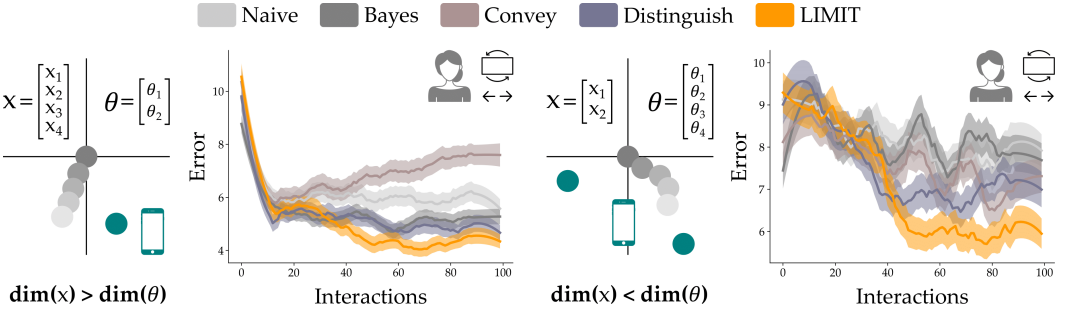 Naive Bayes Convey Distinguish LIMIT
x = [x₁ x₂ x₃ x₄]
θ = [θ₁ θ₂]
dim(x) > dim(θ)
Error
10
8
6
4
0 20 40 60 80 100
Interactions
x = [x₁ x₂]
θ = [θ₁ θ₂ θ₃ θ₄]
dim(x) < dim(θ)
Error
10
9
8
7
6
0 20 40 60 80 100
Interactions